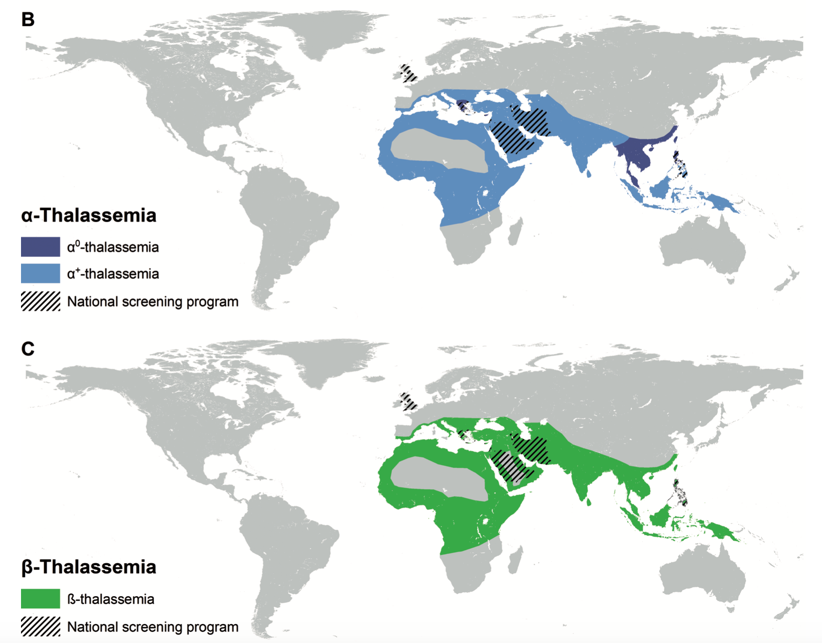 B
α-Thalassemia
α⁰-thalassemia
α⁺-thalassemia
National screening program
C
β-Thalassemia
ß-thalassemia
National screening program